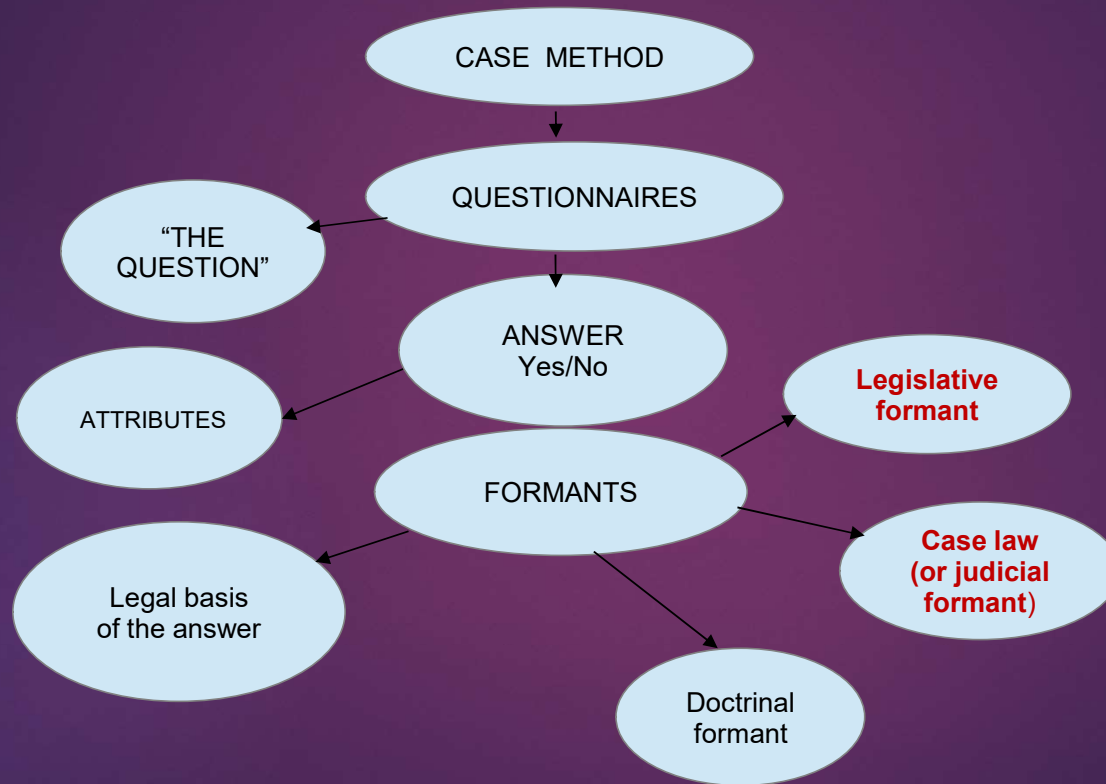 CASE METHOD
QUESTIONNAIRES
“THE
QUESTION”
ANSWER
Yes/No
ATTRIBUTES
Legislative
formant
FORMANTS
Case law
(or judicial
formant)
Legal basis
of the answer
Doctrinal
formant